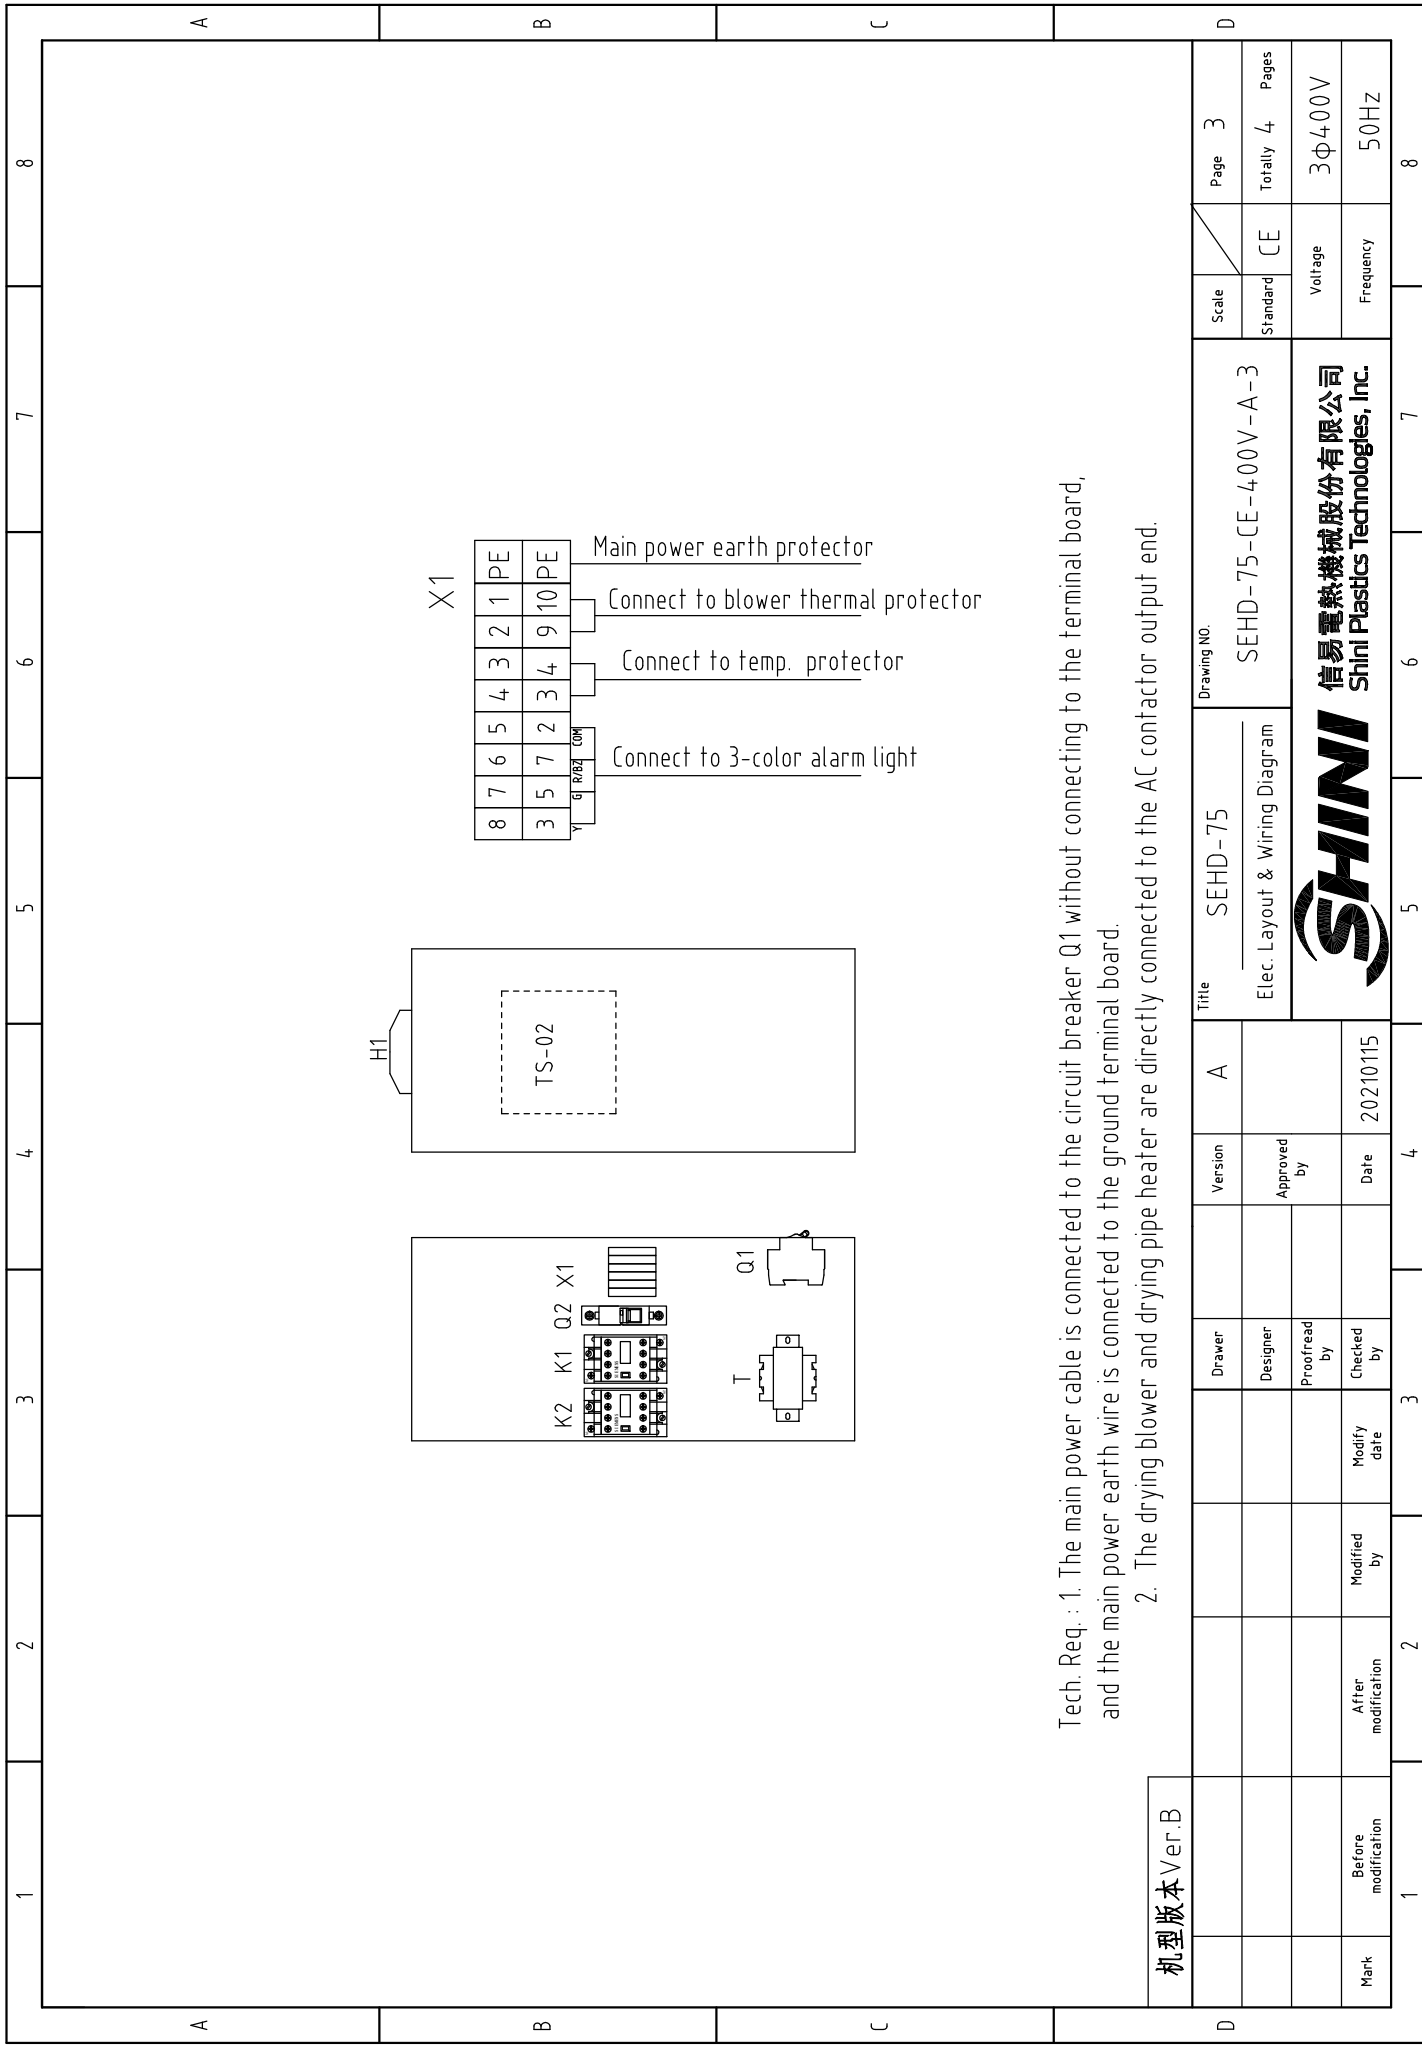 1 2 3 4 5 6 7 8
A
B
C
D
H1
X1
8 7 6 5 4 3 2 1 PE
3 5 7 2 3 4 9 10 PE
Y G R/BZ COM
Connect to 3-color alarm light
Connect to temp. protector
Connect to blower thermal protector
Main power earth protector
TS-02
K2 K1 Q2 X1
T
Q1
Tech. Req. : 1. The main power cable is connected to the circuit breaker Q1 without connecting to the terminal board,
and the main power earth wire is connected to the ground terminal board.
2. The drying blower and drying pipe heater are directly connected to the AC contactor output end.
机型版本Ver.B
Mark
Before
modification
After
modification
Modified
by
Modify
date
Drawer
Designer
Proofread
by
Checked
by
Version
A
Approved
by
Date
20210115
Title
SEHD-75
Elec. Layout & Wiring Diagram
Drawing NO.
SEHD-75-CE-400V-A-3
SHINI
信易電熱機械股份有限公司
Shini Plastics Technologies, Inc.
Scale
Page 3
Standard CE
Totally 4 Pages
Voltage
3Φ400V
Frequency
50HZ
A
B
C
D
1 2 3 4 5 6 7 8